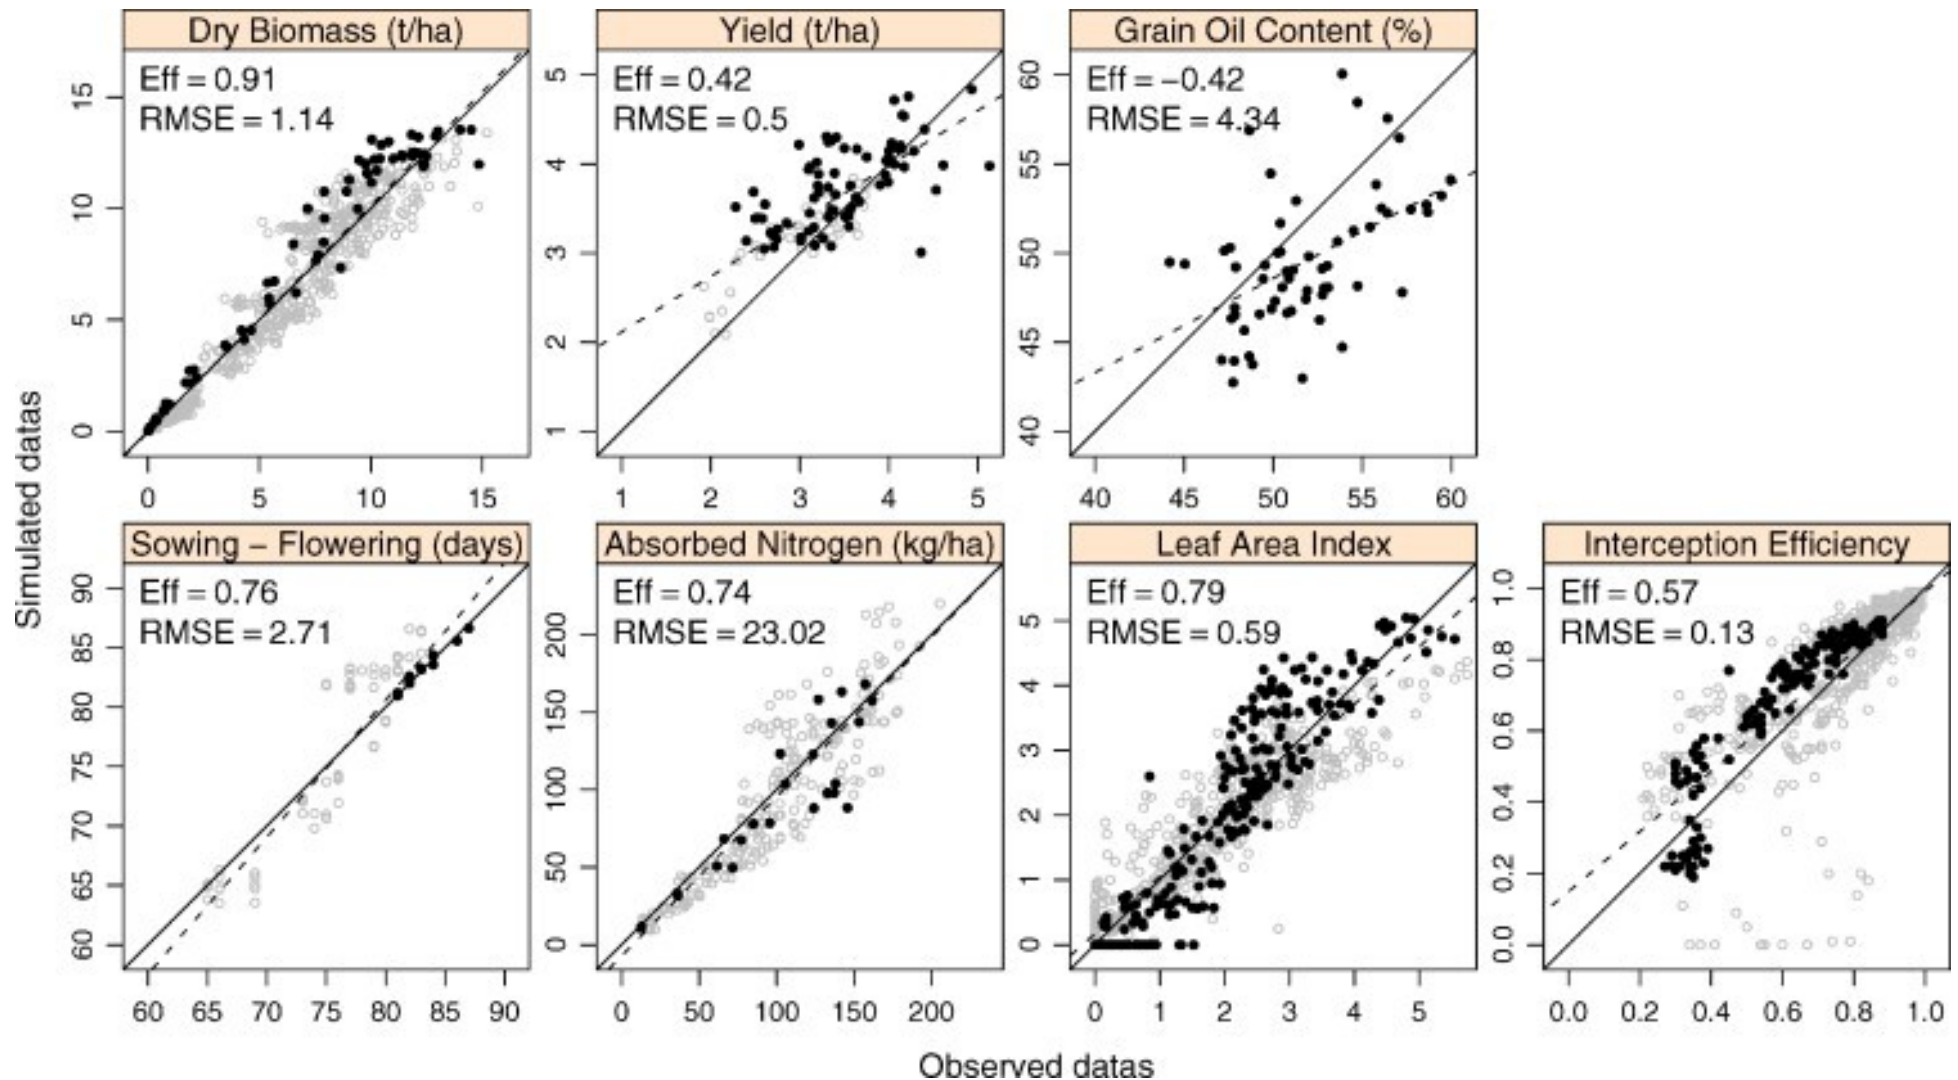 Dry Biomass (t/ha)
Eff = 0.91
RMSE = 1.14
15
10
5
0
0 5 10 15
Yield (t/ha)
Eff = 0.42
RMSE = 0.5
5
4
3
2
1
1 2 3 4 5
Grain Oil Content (%)
Eff = −0.42
RMSE = 4.34
60
55
50
45
40
40 45 50 55 60
Simulated datas
Sowing − Flowering (days)
Eff = 0.76
RMSE = 2.71
90
85
80
75
70
65
60
60 65 70 75 80 85 90
Absorbed Nitrogen (kg/ha)
Eff = 0.74
RMSE = 23.02
200
150
100
50
0
0 50 100 150 200
Leaf Area Index
Eff = 0.79
RMSE = 0.59
5
4
3
2
1
0
0 1 2 3 4 5
Interception Efficiency
Eff = 0.57
RMSE = 0.13
1.0
0.8
0.6
0.4
0.2
0.0
0.0 0.2 0.4 0.6 0.8 1.0
Observed datas